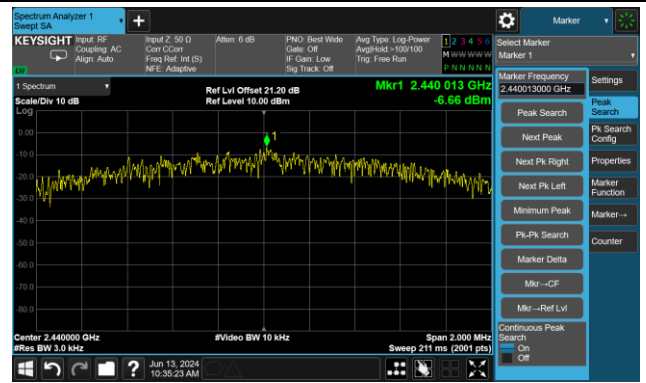 Spectrum Analyzer 1
Swept SA
Marker
KEYSIGHT
Input: RF
Coupling: AC
Align: Auto
Input Z: 50 Ω
Corr CCorr
Freq Ref: Int (S)
NFE: Adaptive
Atten: 6 dB
PNO: Best Wide
Gate: Off
IF Gain: Low
Sig Track: Off
Avg Type: Log-Power
Avg|Hold:>100/100
Trig: Free Run
1 2 3 4 5 6
M W W W W W
P N N N N N
LW
Select Marker
Marker 1
1 Spectrum
Scale/Div 10 dB
Log
Ref Lvl Offset 21.20 dB
Ref Level 10.00 dBm
Mkr1 2.440 013 GHz
-6.66 dBm
0.00
-10.0
-20.0
-30.0
-40.0
-50.0
-60.0
-70.0
-80.0
1
Center 2.440000 GHz
#Res BW 3.0 kHz
#Video BW 10 kHz
Span 2.000 MHz
Sweep 211 ms (2001 pts)
Marker Frequency
2.440013000 GHz
Peak Search
Next Peak
Next Pk Right
Next Pk Left
Minimum Peak
Pk-Pk Search
Marker Delta
Mkr→CF
Mkr→Ref Lvl
Continuous Peak
Search
On
Off
Settings
Peak
Search
Pk Search
Config
Properties
Marker
Function
Marker→
Counter
Jun 13, 2024
10:35:23 AM